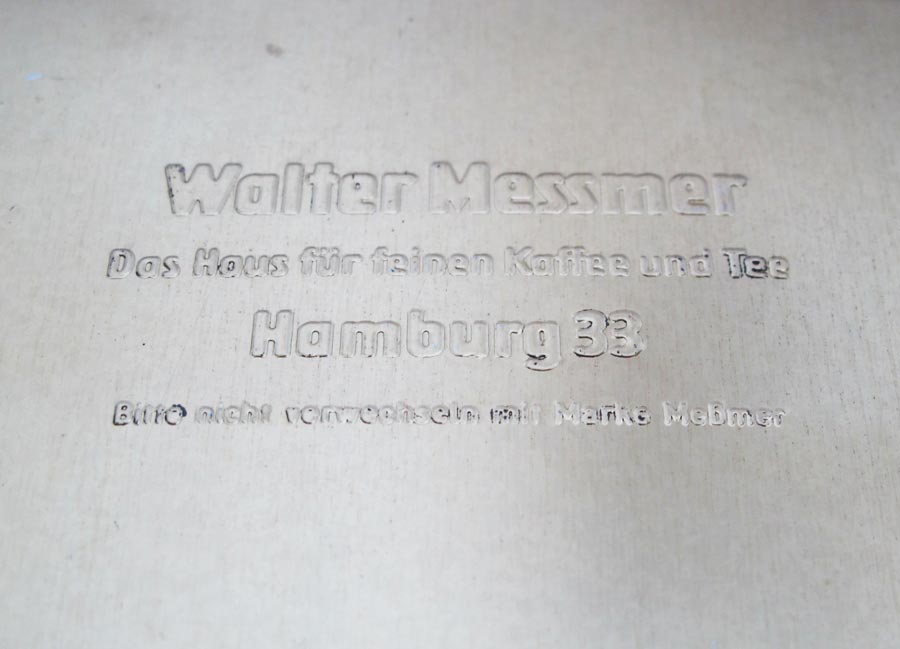 Walter Messmer
Das Haus für feinen Kaffee und Tee
Hamburg 33
Bitte nicht verwechseln mit Marke Meßmer